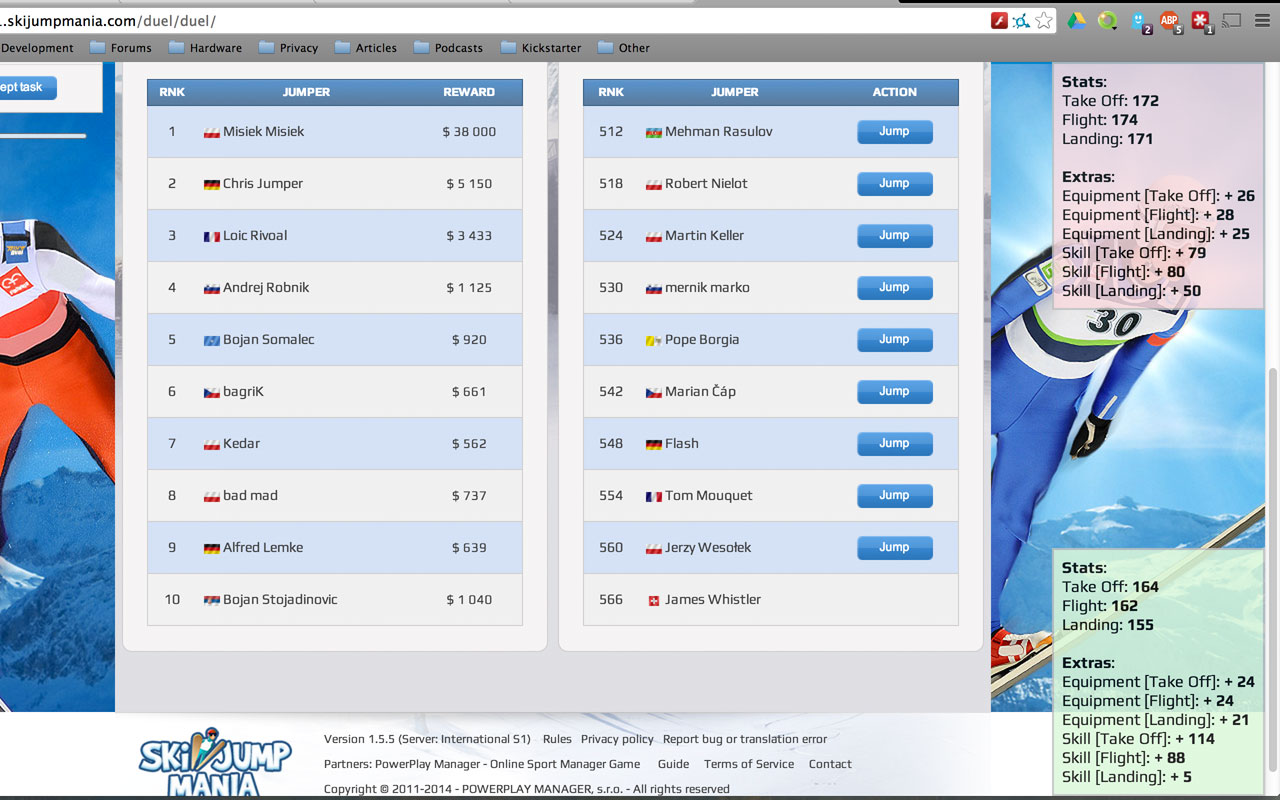 .skijumpmania.com/duel/duel/
ABP 2 5 1
Development Forums Hardware Privacy Articles Podcasts Kickstarter Other
ept task
RNK JUMPER REWARD
1 Misiek Misiek $ 38 000
2 Chris Jumper $ 5 150
3 Loic Rivoal $ 3 433
4 Andrej Robnik $ 1 125
5 Bojan Somalec $ 920
6 bagriK $ 661
7 Kedar $ 562
8 bad mad $ 737
9 Alfred Lemke $ 639
10 Bojan Stojadinovic $ 1 040
RNK JUMPER ACTION
512 Mehman Rasulov Jump
518 Robert Nielot Jump
524 Martin Keller Jump
530 mernik marko Jump
536 Pope Borgia Jump
542 Marian Čáp Jump
548 Flash Jump
554 Tom Mouquet Jump
560 Jerzy Wesołek Jump
566 James Whistler
Stats:
Take Off: 172
Flight: 174
Landing: 171
Extras:
Equipment [Take Off]: + 26
Equipment [Flight]: + 28
Equipment [Landing]: + 25
Skill [Take Off]: + 79
Skill [Flight]: + 80
Skill [Landing]: + 50
30
Stats:
Take Off: 164
Flight: 162
Landing: 155
Extras:
Equipment [Take Off]: + 24
Equipment [Flight]: + 24
Equipment [Landing]: + 21
Skill [Take Off]: + 114
Skill [Flight]: + 88
Skill [Landing]: + 5
SKI JUMP
MANIA
Version 1.5.5 (Server: International S1) Rules Privacy policy Report bug or translation error
Partners: PowerPlay Manager - Online Sport Manager Game Guide Terms of Service Contact
Copyright © 2011-2014 - POWERPLAY MANAGER, s.r.o. - All rights reserved